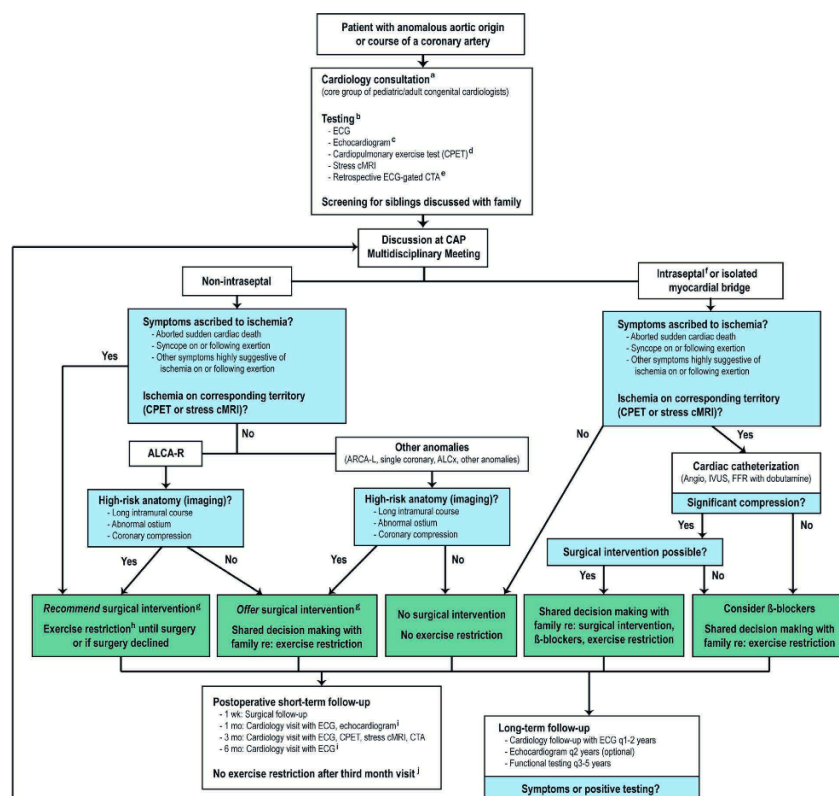 Patient with anomalous aortic origin
or course of a coronary artery
Cardiology consultation a
(core group of pediatric/adult congenital cardiologists)
Testing b
- ECG
- Echocardiogram c
- Cardiopulmonary exercise test (CPET) d
- Stress cMRI
- Retrospective ECG-gated CTA e
Screening for siblings discussed with family
Discussion at CAP
Multidisciplinary Meeting
Non-intraseptal
Intraseptal f or isolated
myocardial bridge
Symptoms ascribed to ischemia?
- Aborted sudden cardiac death
- Syncope on or following exertion
- Other symptoms highly suggestive of
ischemia on or following exertion
Ischemia on corresponding territory
(CPET or stress cMRI)?
Yes
No
Symptoms ascribed to ischemia?
- Aborted sudden cardiac death
- Syncope on or following exertion
- Other symptoms highly suggestive of
ischemia on or following exertion
Ischemia on corresponding territory
(CPET or stress cMRI)?
No
Yes
ALCA-R
Other anomalies
(ARCA-L, single coronary, ALCx, other anomalies)
Cardiac catheterization
(Angio, IVUS, FFR with dobutamine)
Significant compression?
High-risk anatomy (imaging)?
- Long intramural course
- Abnormal ostium
- Coronary compression
High-risk anatomy (imaging)?
- Long intramural course
- Abnormal ostium
- Coronary compression
Yes
No
Surgical intervention possible?
Yes
No
Yes
No
Yes
No
Recommend surgical intervention g
Exercise restriction h until surgery
or if surgery declined
Offer surgical intervention g
Shared decision making with
family re: exercise restriction
No surgical intervention
No exercise restriction
Shared decision making with
family re: surgical intervention,
ß-blockers, exercise restriction
Consider ß-blockers
Shared decision making with
family re: exercise restriction
Postoperative short-term follow-up
- 1 wk: Surgical follow-up
- 1 mo: Cardiology visit with ECG, echocardiogram i
- 3 mo: Cardiology visit with ECG, CPET, stress cMRI, CTA
- 6 mo: Cardiology visit with ECG i
No exercise restriction after third month visit j
Long-term follow-up
- Cardiology follow-up with ECG q1-2 years
- Echocardiogram q2 years (optional)
- Functional testing q3-5 years
Symptoms or positive testing?